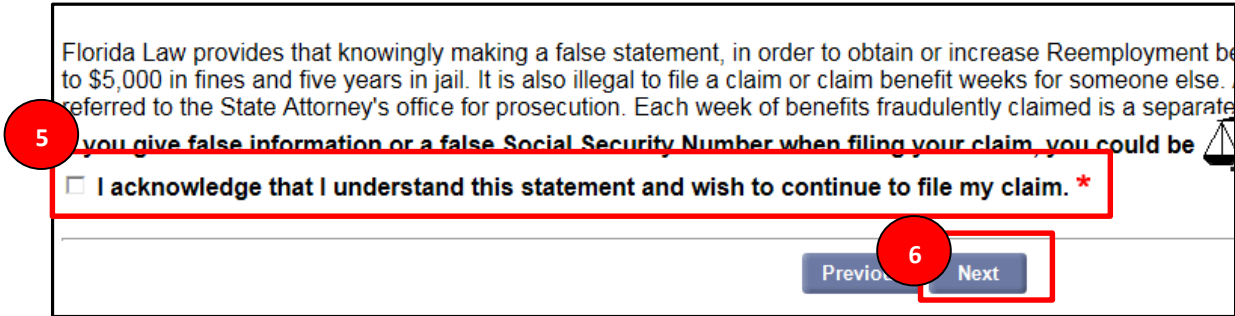 Florida Law provides that knowingly making a false statement, in order to obtain or increase Reemployment
to $5,000 in fines and five years in jail. It is also illegal to file a claim or claim benefit weeks for someone else.
referred to the State Attorney's office for prosecution. Each week of benefits fraudulently claimed is a separate
5
you give false information or a false Social Security Number when filing your claim, you could be
I acknowledge that I understand this statement and wish to continue to file my claim. *
6
Previous Next